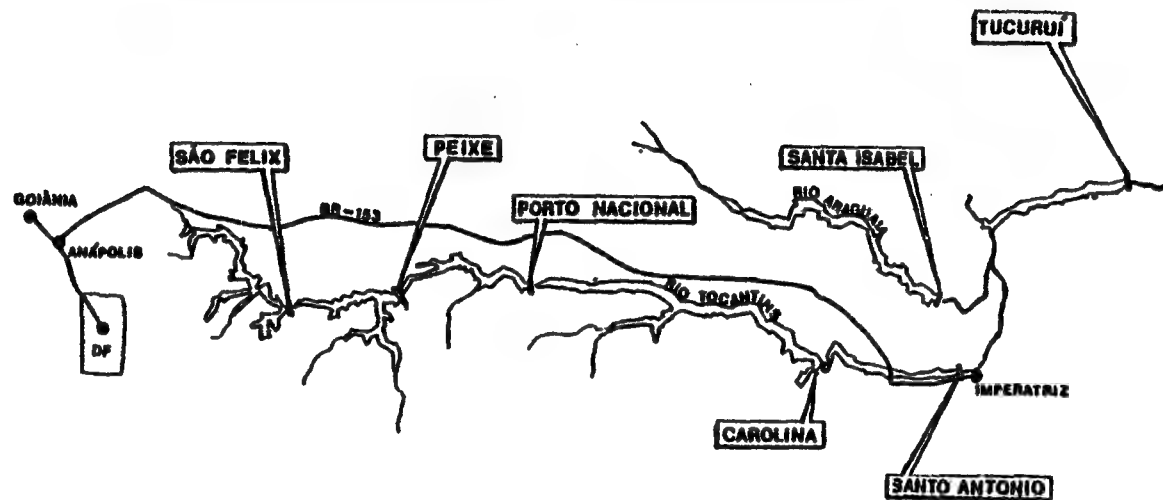 TUCURUÍ
SÃO FELIX
PEIXE
SANTA ISABEL
GOIÂNIA
BR-153
PORTO NACIONAL
RIO ARAGUAIA
ANÁPOLIS
RIO TOCANTINS
DF
IMPERATRIZ
CAROLINA
SANTO ANTONIO